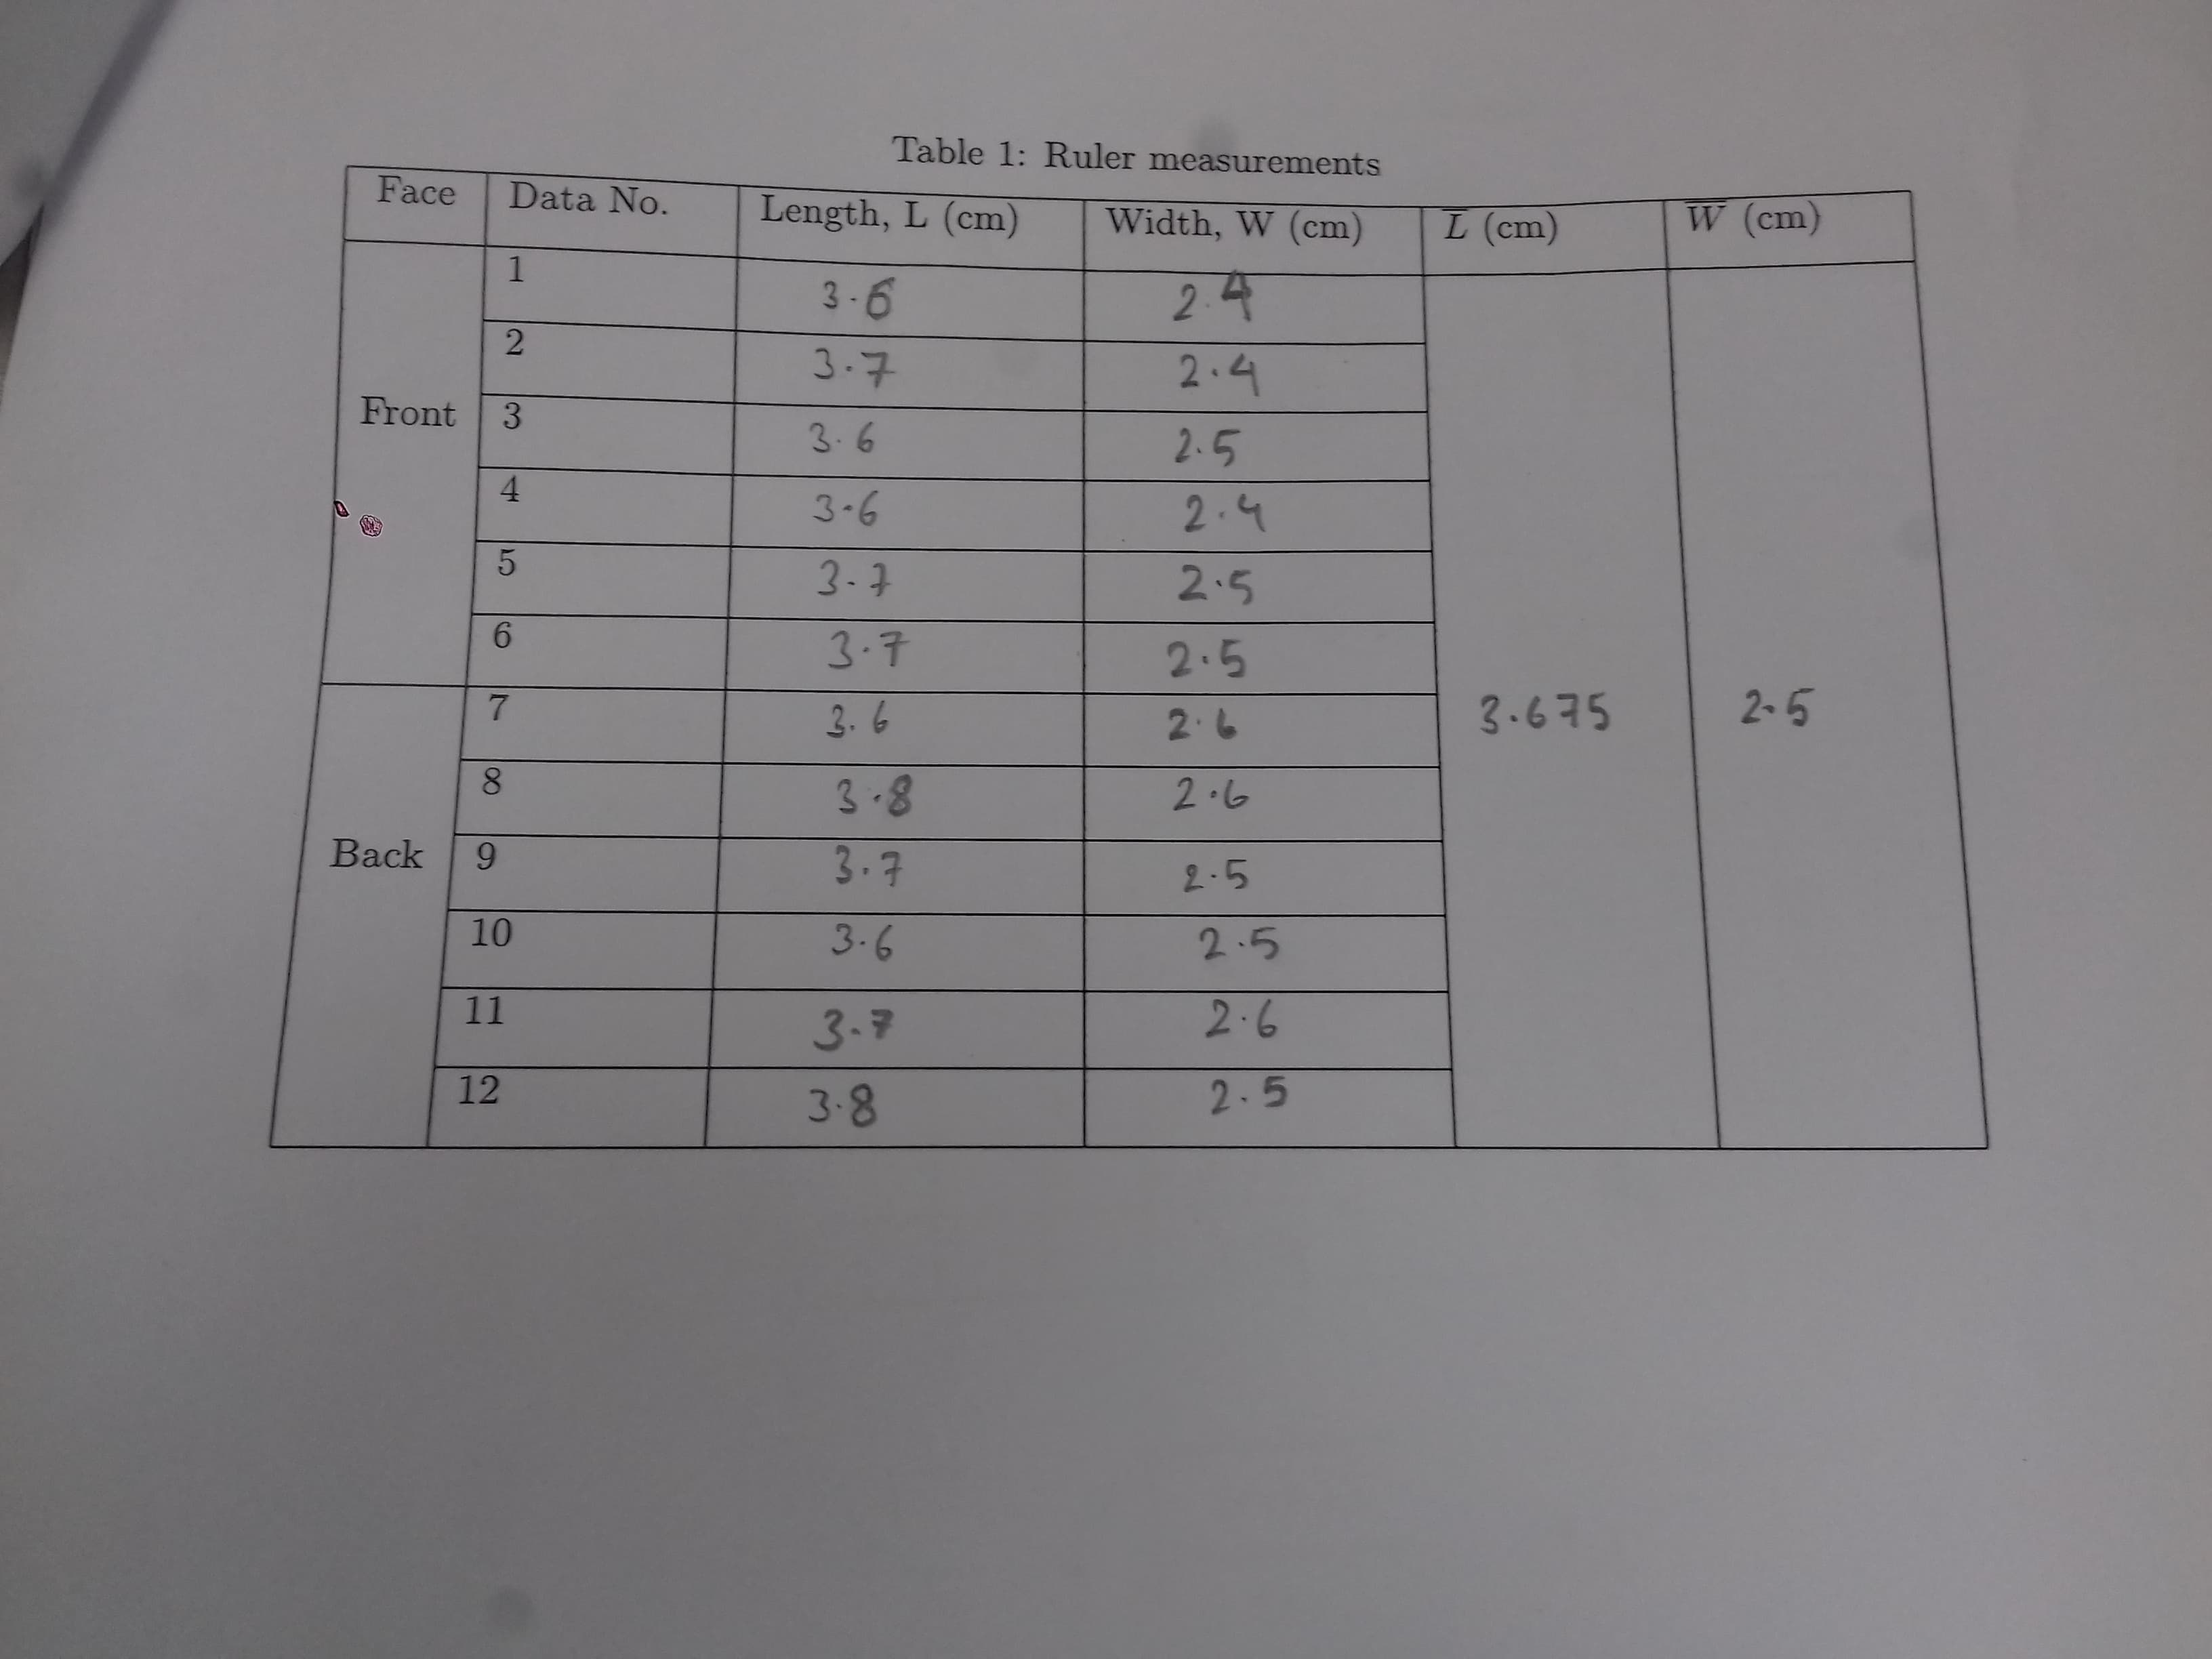 Table 1: Ruler measurements
Face Data No. Length, L (cm) Width, W (cm) L̅ (cm) W̅ (cm)
Front
1 3.6 2.4
2 3.7 2.4
3 3.6 2.5
4 3.6 2.4
5 3.7 2.5
6 3.7 2.5
Back
7 3.6 2.6 3.675 2.5
8 3.8 2.6
9 3.7 2.5
10 3.6 2.5
11 3.7 2.6
12 3.8 2.5